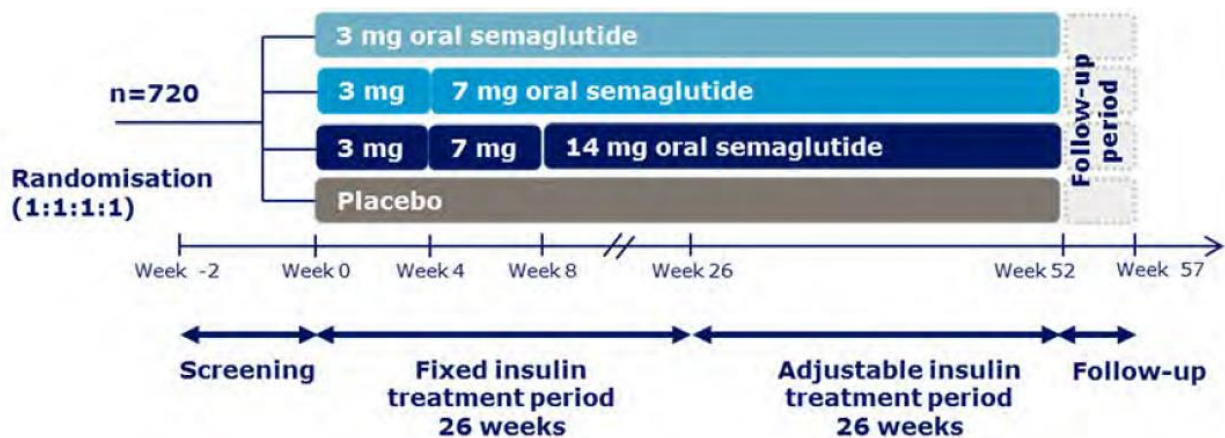 3 mg oral semaglutide
n=720
3 mg 7 mg oral semaglutide
3 mg 7 mg 14 mg oral semaglutide
Randomisation
(1:1:1:1)
Placebo
Follow-up
period
Week -2 Week 0 Week 4 Week 8 Week 26 Week 52 Week 57
Screening Fixed insulin Adjustable insulin Follow-up
treatment period treatment period
26 weeks 26 weeks